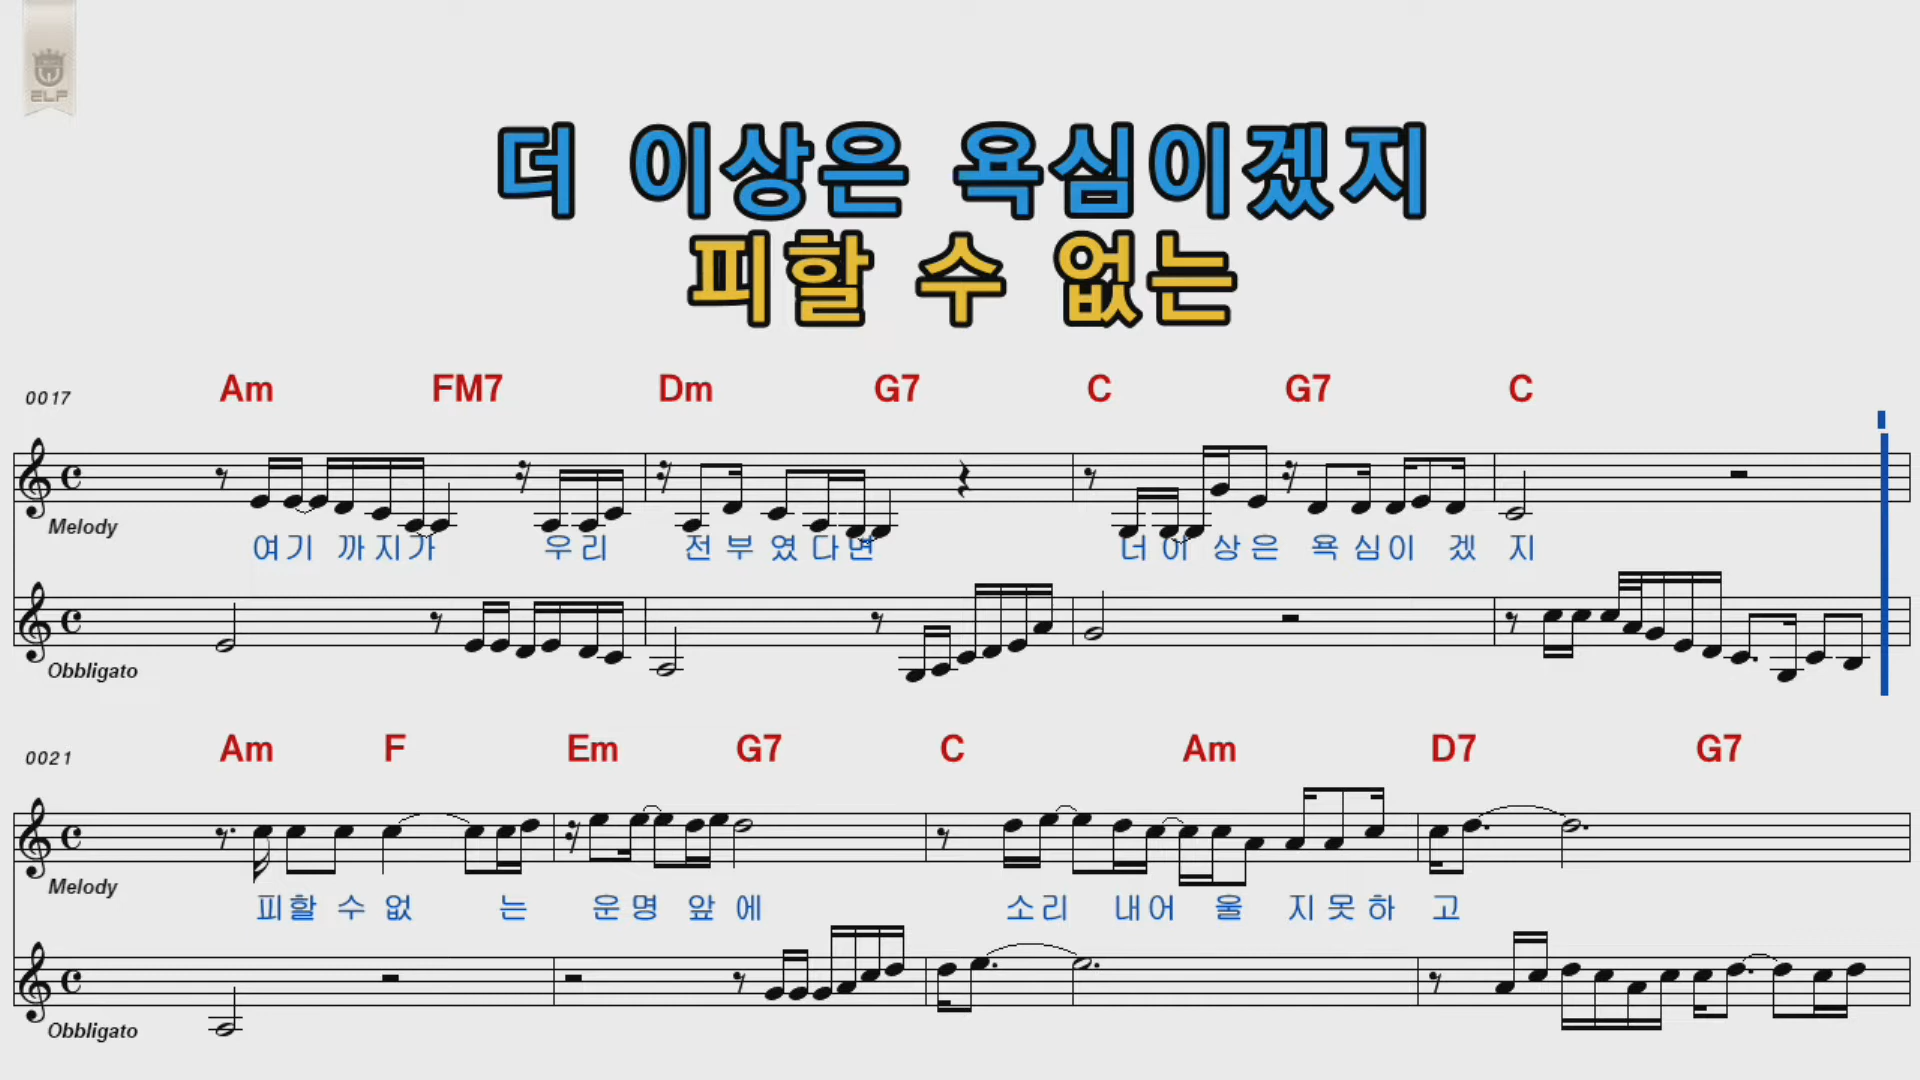 ELF
더 이상은 욕심이겠지
피할 수 없는
0017 Am FM7 Dm G7 C G7 C
Melody
여기 까지가 우리 전부였다면 너이 상은 욕심이 겠 지
Obbligato
0021 Am F Em G7 C Am D7 G7
Melody
피할 수 없 는 운명 앞에 소리 내어 울 지못하 고
Obbligato